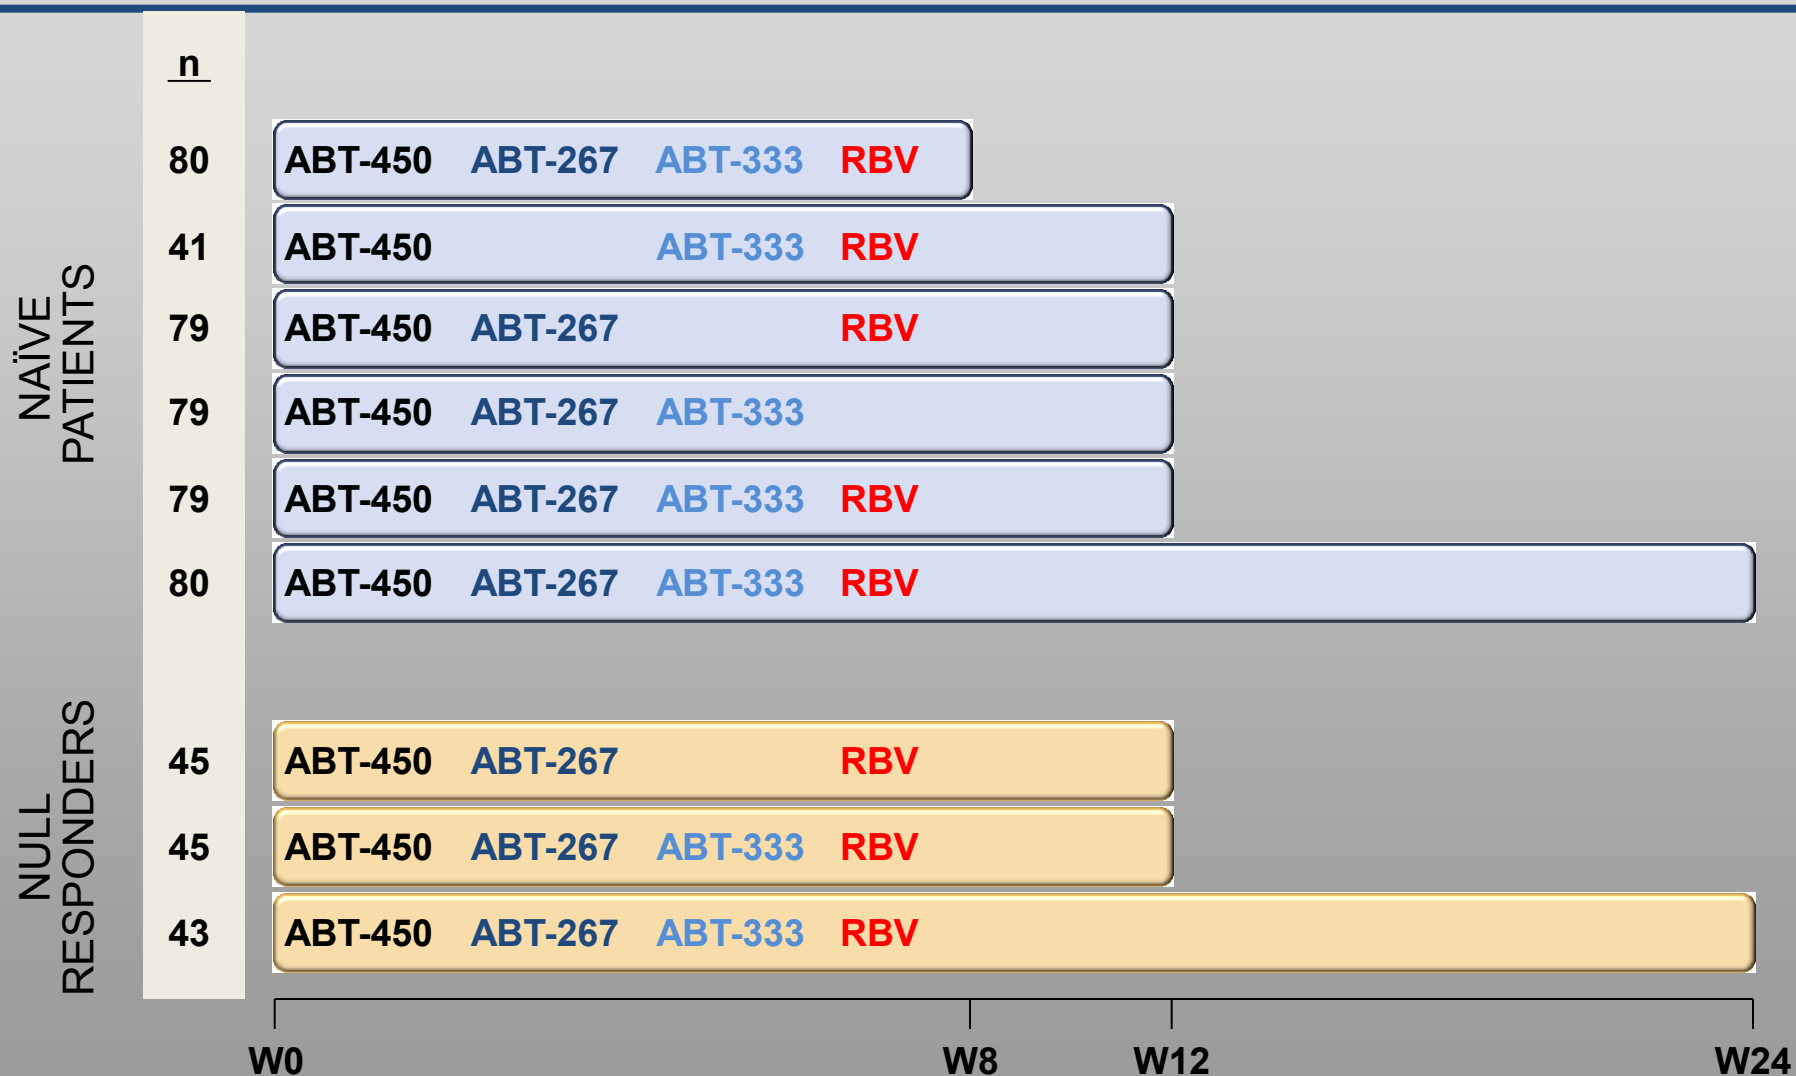 n
NAÏVE
PATIENTS
80 ABT-450 ABT-267 ABT-333 RBV
41 ABT-450 ABT-333 RBV
79 ABT-450 ABT-267 RBV
79 ABT-450 ABT-267 ABT-333
79 ABT-450 ABT-267 ABT-333 RBV
80 ABT-450 ABT-267 ABT-333 RBV
NULL
RESPONDERS
45 ABT-450 ABT-267 RBV
45 ABT-450 ABT-267 ABT-333 RBV
43 ABT-450 ABT-267 ABT-333 RBV
W0 W8 W12 W24